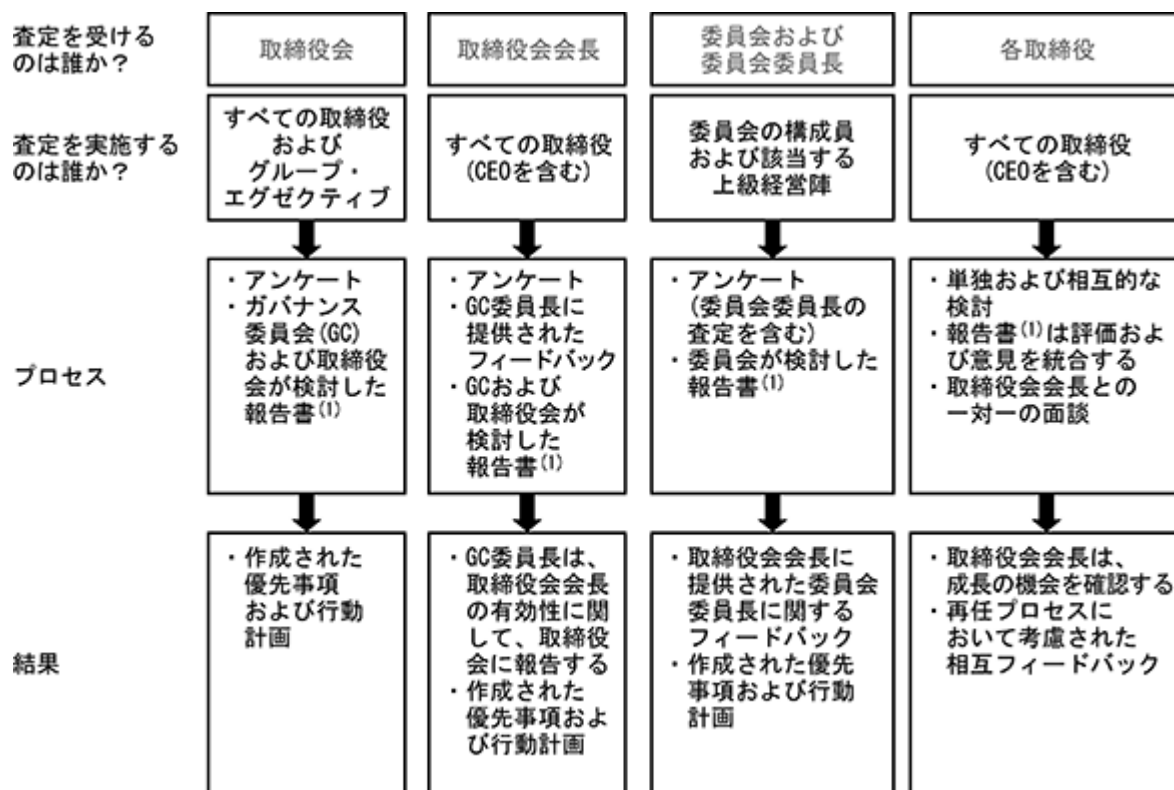 査定を受ける
のは誰か？
取締役会
取締役会会長
委員会および
委員会委員長
各取締役
査定を実施する
のは誰か？
すべての取締役
および
グループ・
エグゼクティブ
すべての取締役
(CEOを含む)
委員会の構成員
および該当する
上級経営陣
すべての取締役
(CEOを含む)
プロセス
・アンケート
・ガバナンス
委員会(GC)
および取締役
会が検討した
報告書(1)
・アンケート
・GC委員長に
提供された
フィードバック
・GCおよび
取締役会が
検討した
報告書(1)
・アンケート
(委員会委員長の
査定を含む)
・委員会が検討した
報告書(1)
・単独および相互的な
検討
・報告書(1)は評価およ
び意見を統合する
・取締役会会長との
一対一の面談
結果
・作成された
優先事項
および行動
計画
・GC委員長は、
取締役会会長
の有効性に関
して、取締役
会に報告する
・作成された
優先事項およ
び行動計画
・取締役会会長に
提供された委員会
委員長に関する
フィードバック
・作成された優先
事項および行動
計画
・取締役会会長は、
成長の機会を確認する
・再任プロセスに
おいて考慮された
相互フィードバック